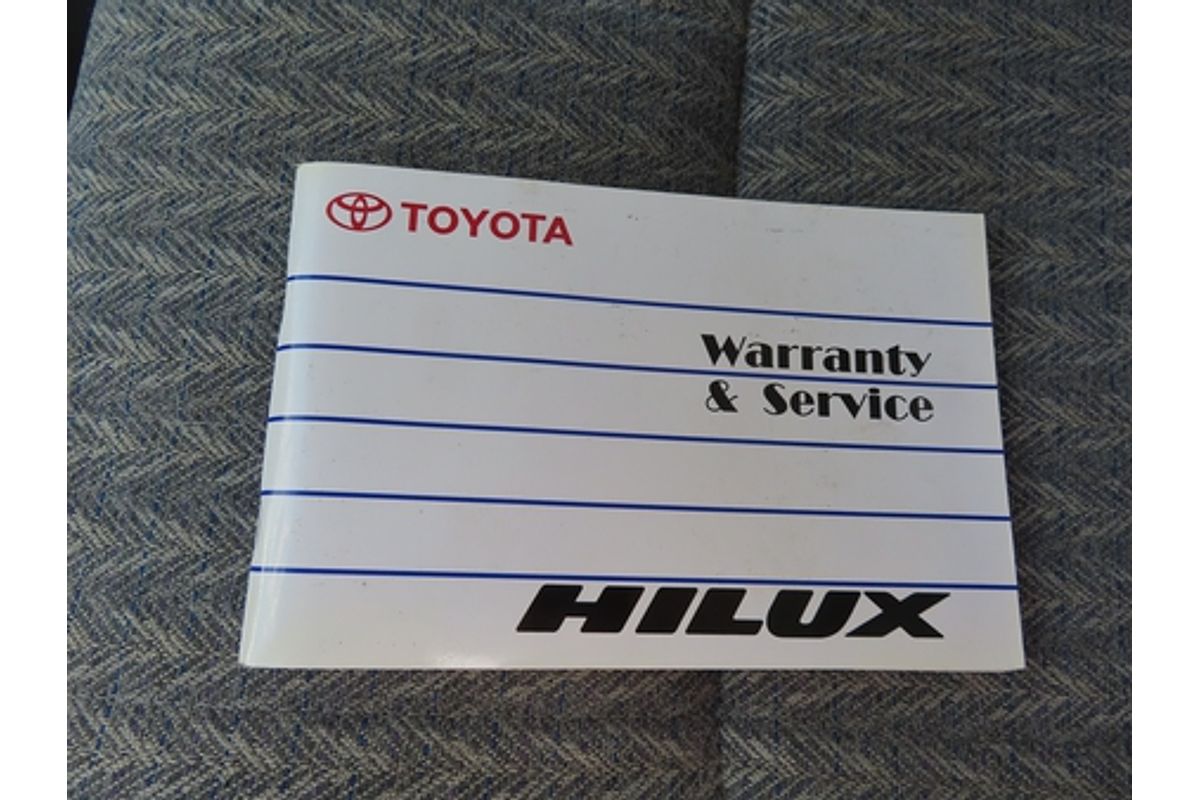 TOYOTA
Warranty
& Service
HILUX